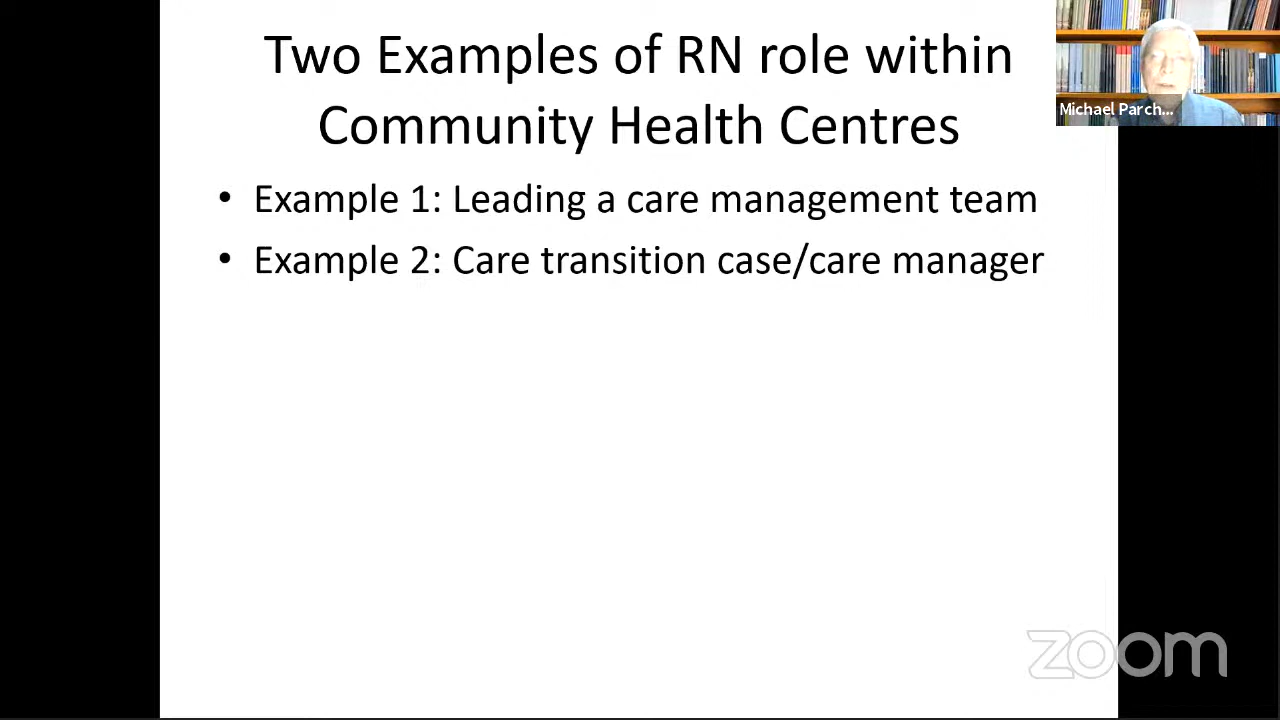 Two Examples of RN role within
Community Health Centres
• Example 1: Leading a care management team
• Example 2: Care transition case/care manager
Michael Parch...
zoom